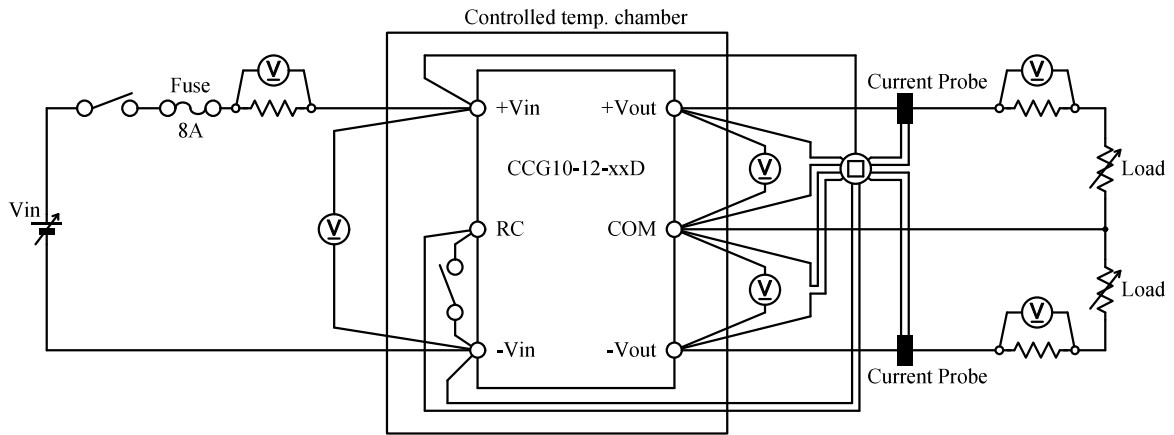 Controlled temp. chamber
V
V
Fuse
Current Probe
8A
+Vin
+Vout
CCG10-12-xxD
V
Load
Vin
V
RC
COM
V
Load
V
-Vin
-Vout
Current Probe